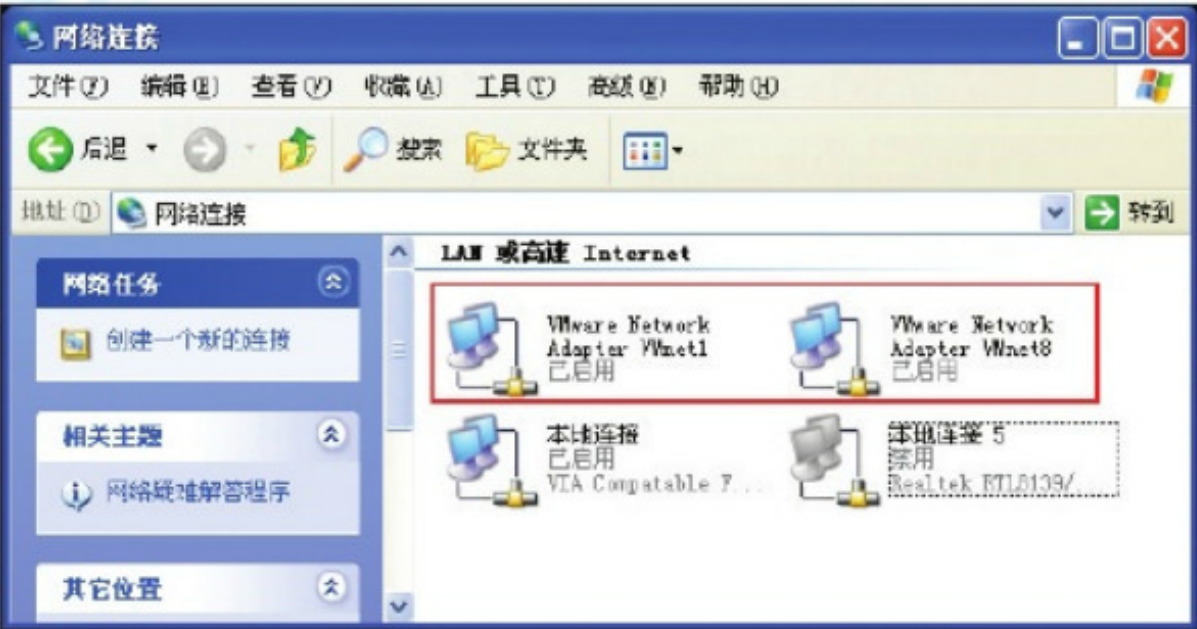 网络连接
文件(F) 编辑(E) 查看(V) 收藏(A) 工具(T) 高级(N) 帮助(H)
后退 搜索 文件夹
地址(D) 网络连接 转到
LAN 或高速 Internet
网络任务
创建一个新的连接
相关主题
网络疑难解答程序
其它位置
VMware Network
Adapter VMnet1
已启用
VMware Network
Adapter VMnet8
已启用
本地连接
已启用
VIA Compatable F...
本地连接 5
禁用
Realtek RTL8139/...